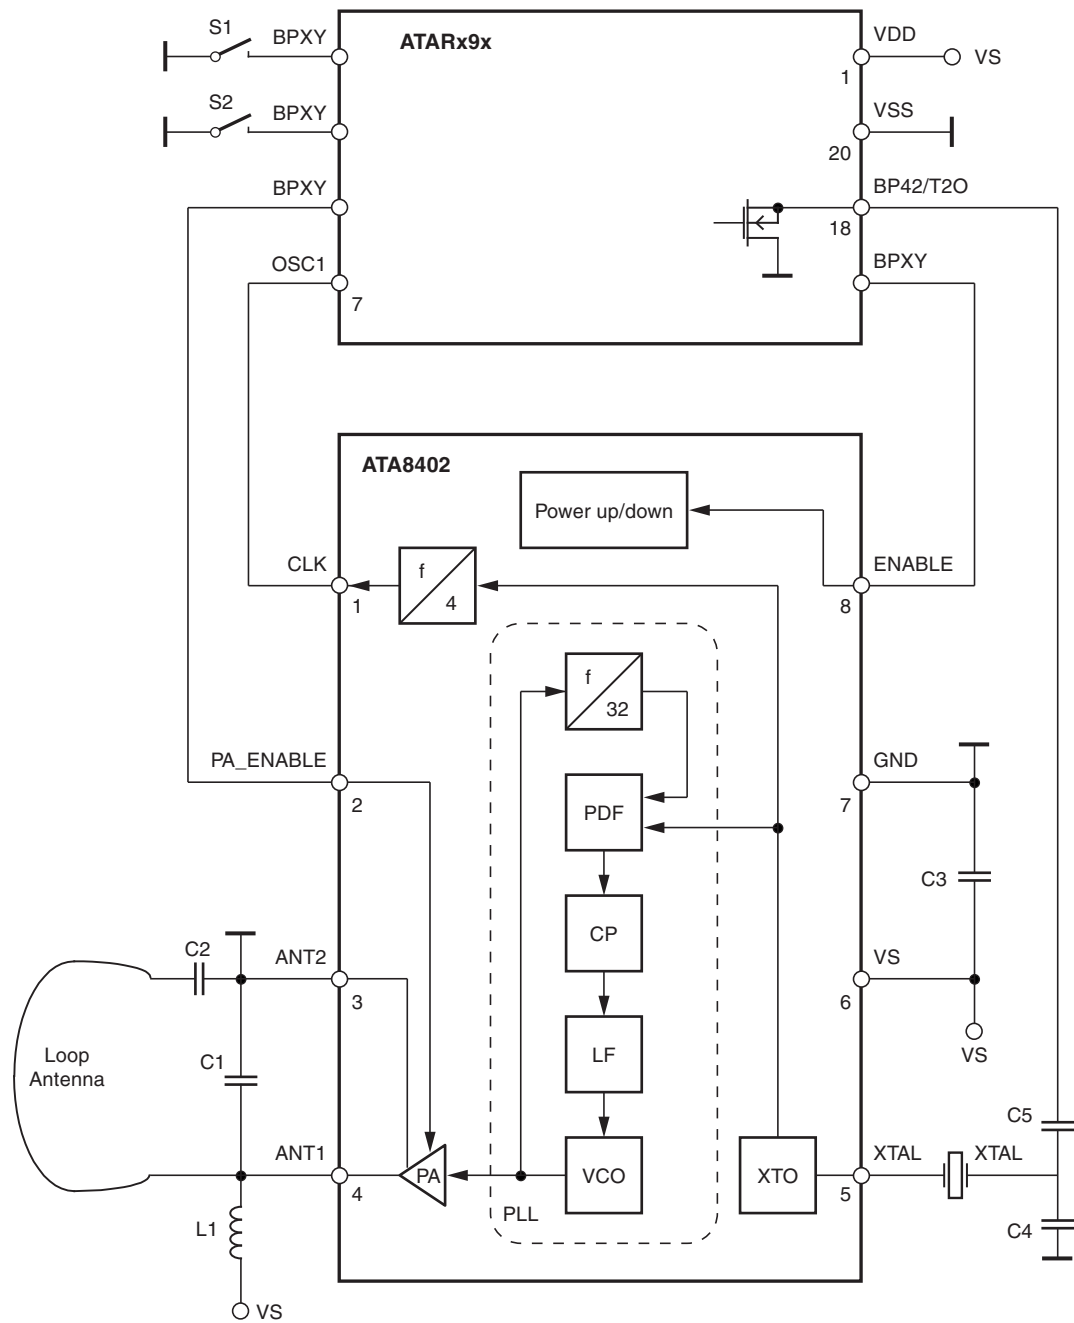 S1
BPXY
ATARx9x
VDD
VS
1
S2
BPXY
VSS
20
BPXY
BP42/T2O
18
OSC1
BPXY
7
ATA8402
Power up/down
CLK
f
4
ENABLE
1
8
f
32
PA_ENABLE
GND
2
7
PDF
C3
CP
C2
ANT2
VS
3
6
Loop
Antenna
C1
LF
VS
C5
ANT1
XTAL
XTAL
PA
VCO
XTO
4
5
PLL
L1
C4
VS